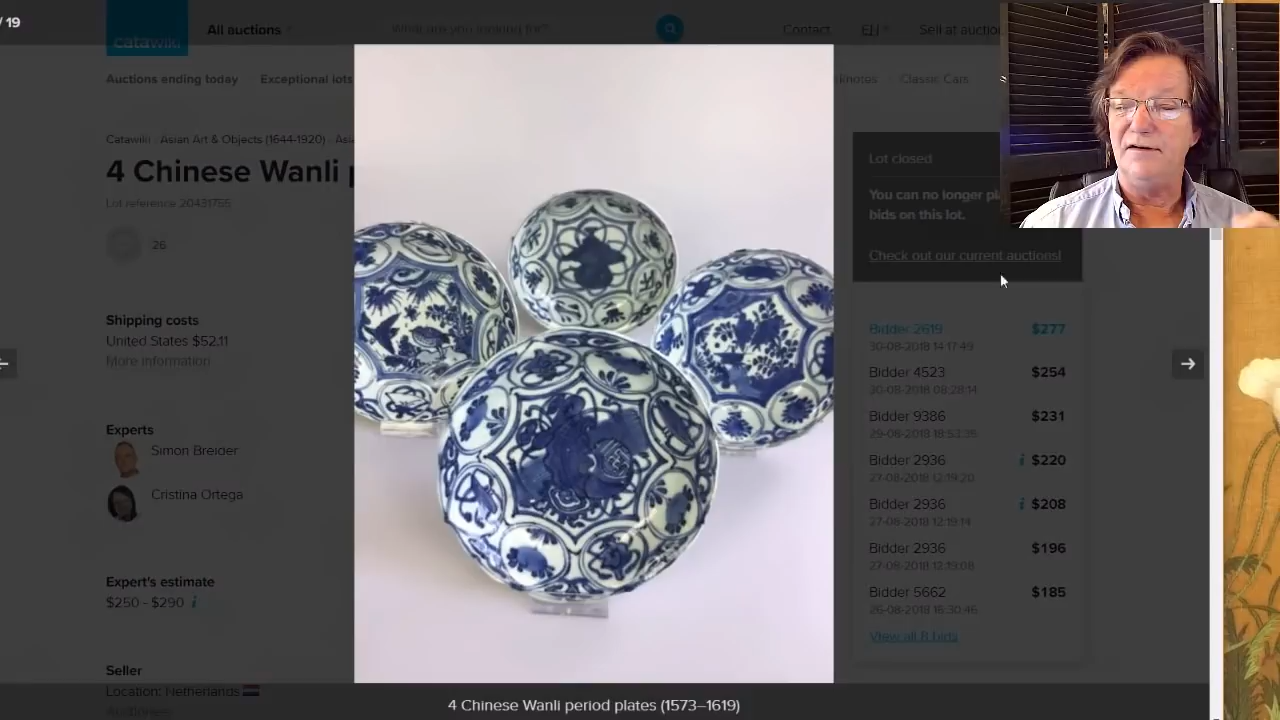 / 19
catawiki
All auctions
What are you looking for?
Contact
EN
Sell at auction
Auctions ending today
Exceptional lots
Classic Cars
Catawiki
Asian Art & Objects (1644-1920)
4 Chinese Wanli
Lot reference 20431755
26
Shipping costs
United States $52.11
More information
Experts
Simon Breider
Cristina Ortega
Expert's estimate
$250 - $290 i
Seller
Location: Netherlands
Lot closed
You can no longer
bids on this lot.
Check out our current auctions!
Bidder 2619 $277
30-08-2018 14:17:49
Bidder 4523 $254
30-08-2018 08:28:14
Bidder 9386 $231
29-08-2018 18:53:35
Bidder 2936 i $220
27-08-2018 12:19:20
Bidder 2936 i $208
27-08-2018 12:19:14
Bidder 2936 $196
27-08-2018 12:19:08
Bidder 5662 $185
26-08-2018 16:30:46
View all 8 bids
4 Chinese Wanli period plates (1573–1619)